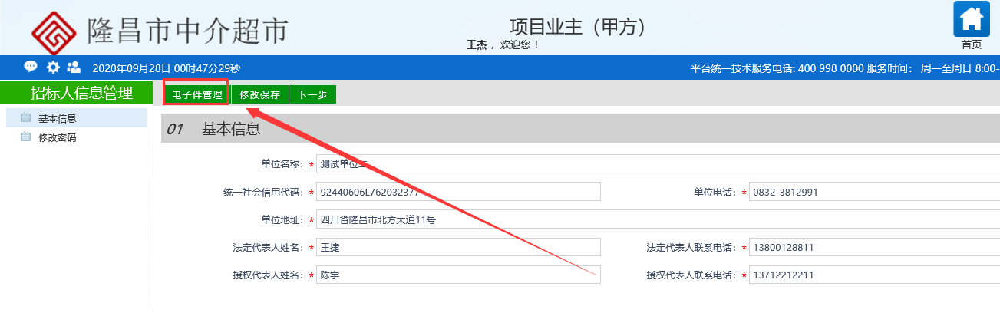 隆昌市中介超市
项目业主（甲方）
王杰 ，欢迎您！
首页
2020年09月28日 00时47分29秒
平台统一技术服务电话: 400 998 0000 服务时间： 周一至周日 8:00-
招标人信息管理
电子件管理 修改保存 下一步
基本信息
修改密码
01 基本信息
单位名称：* 测试单位二
统一社会信用代码：* 92440606L762032377 单位电话：* 0832-3812991
单位地址：* 四川省隆昌市北方大道11号
法定代表人姓名：* 王捷 法定代表人联系电话：* 13800128811
授权代表人姓名：* 陈宇 授权代表人联系电话：* 13712212211